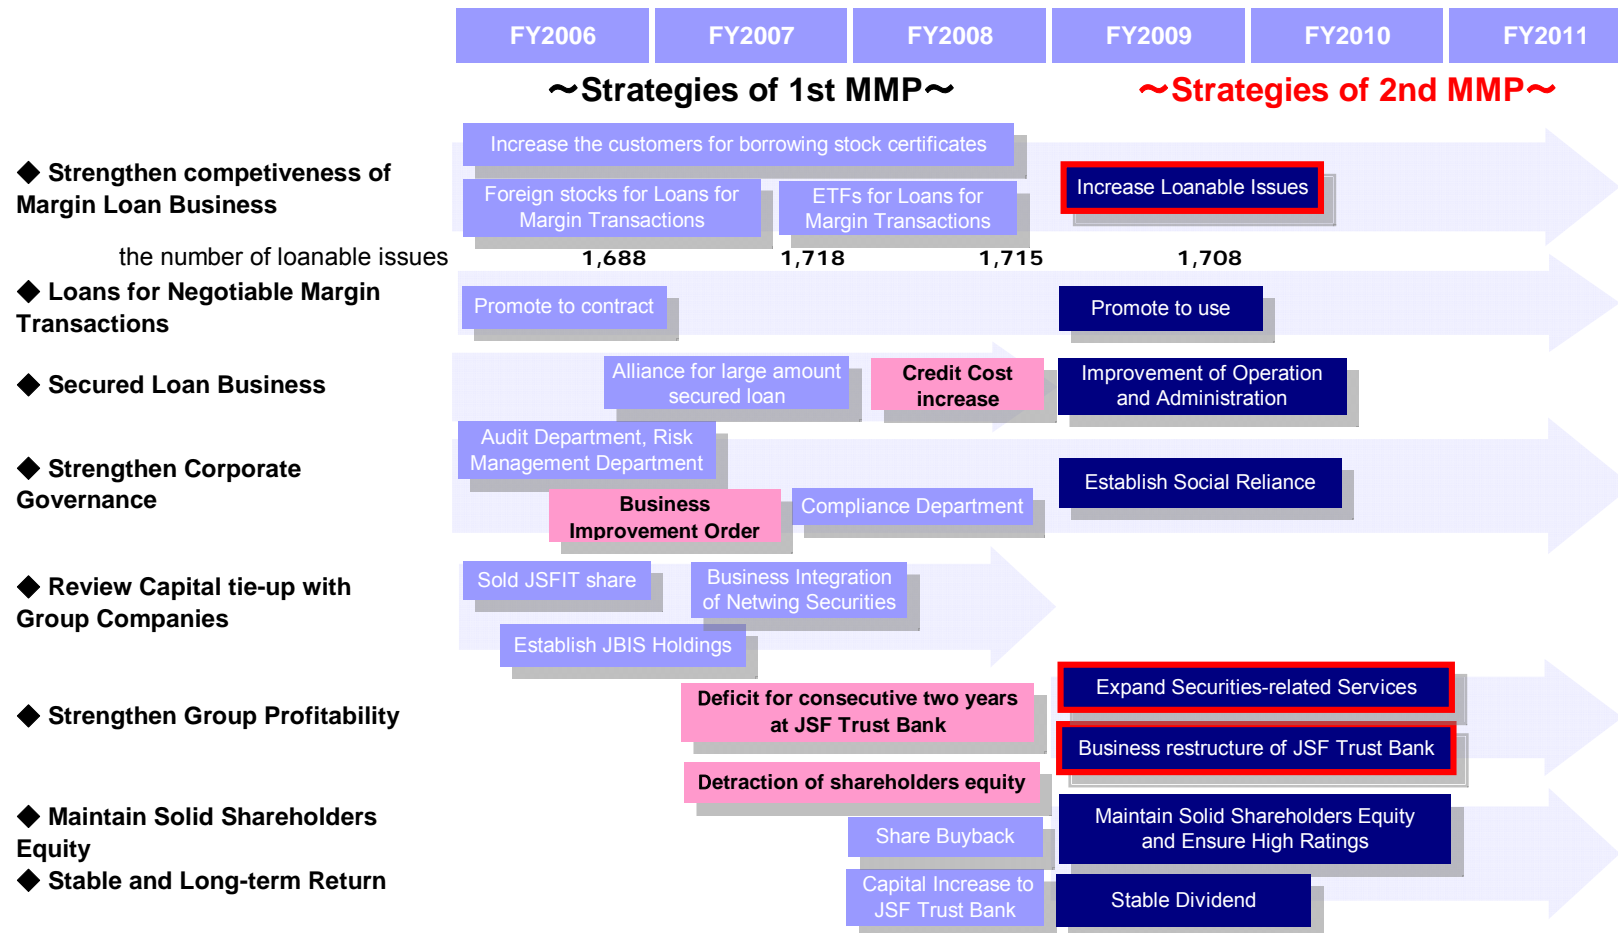 FY2006 FY2007 FY2008 FY2009 FY2010 FY2011
～Strategies of 1st MMP～ ～Strategies of 2nd MMP～
Increase the customers for borrowing stock certificates
◆ Strengthen competiveness of
Margin Loan Business
Foreign stocks for Loans for
Margin Transactions
ETFs for Loans for
Margin Transactions
Increase Loanable Issues
the number of loanable issues 1,688 1,718 1,715 1,708
◆ Loans for Negotiable Margin
Transactions
Promote to contract
Promote to use
◆ Secured Loan Business
Alliance for large amount
secured loan
Credit Cost
increase
Improvement of Operation
and Administration
◆ Strengthen Corporate
Governance
Audit Department, Risk
Management Department
Business
Improvement Order
Compliance Department
Establish Social Reliance
◆ Review Capital tie-up with
Group Companies
Sold JSFIT share
Business Integration
of Netwing Securities
Establish JBIS Holdings
◆ Strengthen Group Profitability
Deficit for consecutive two years
at JSF Trust Bank
Expand Securities-related Services
Business restructure of JSF Trust Bank
Detraction of shareholders equity
◆ Maintain Solid Shareholders
Equity
Share Buyback
Maintain Solid Shareholders Equity
and Ensure High Ratings
◆ Stable and Long-term Return
Capital Increase to
JSF Trust Bank
Stable Dividend